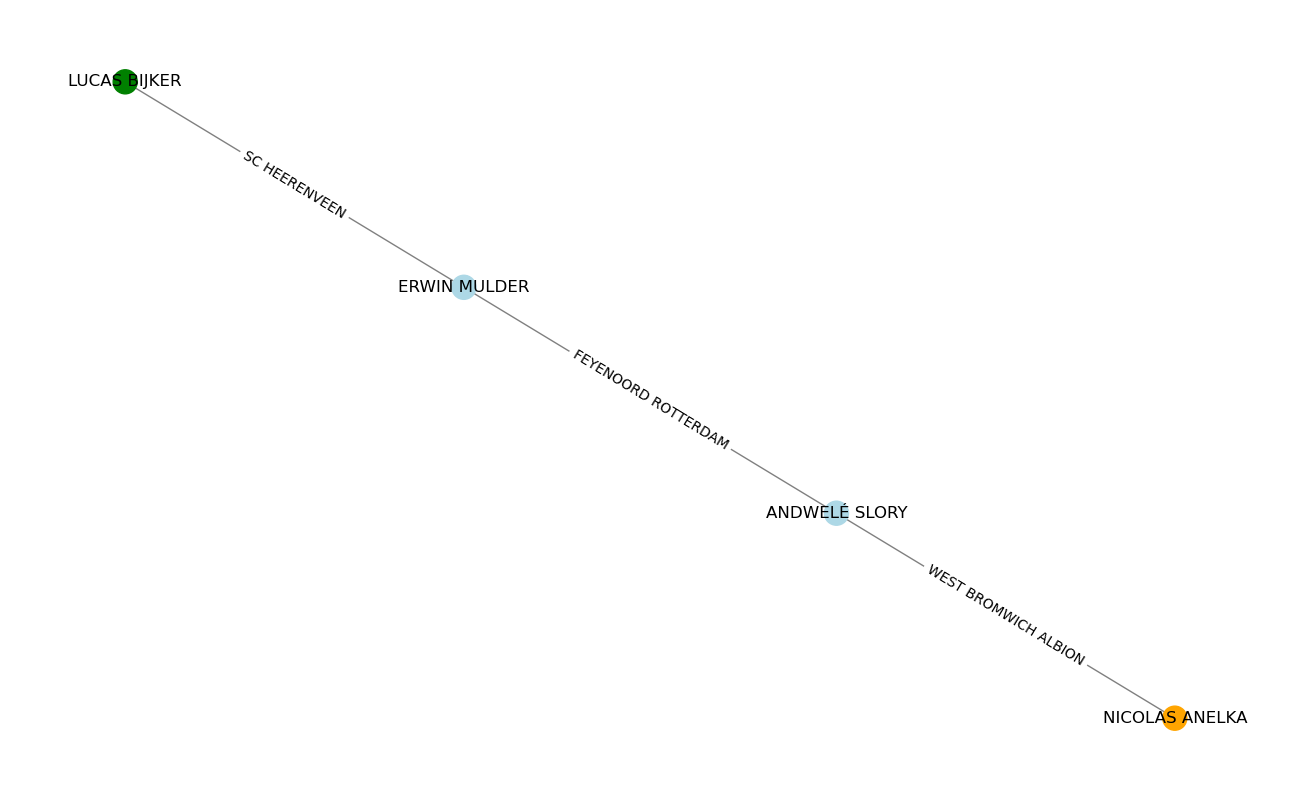 LUCAS BIJKER
SC HEERENVEEN
ERWIN MULDER
FEYENOORD ROTTERDAM
ANDWELÉ SLORY
WEST BROMWICH ALBION
NICOLAS ANELKA